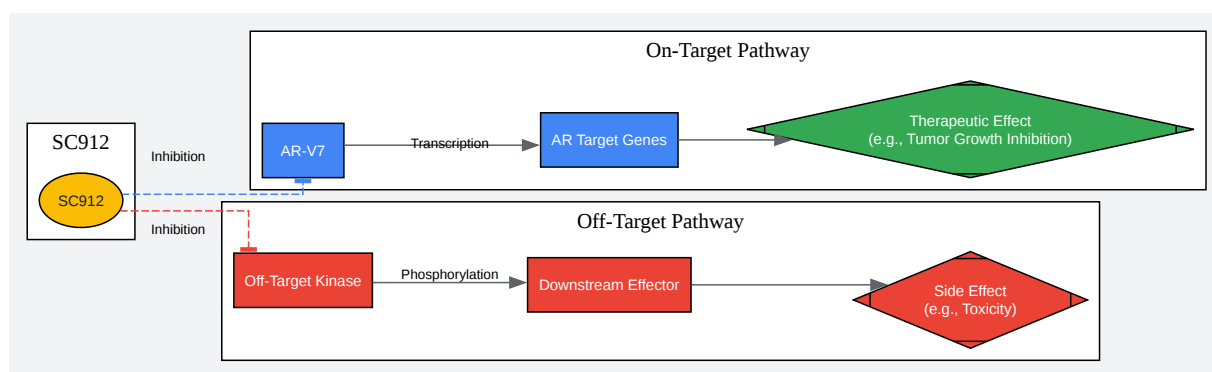 On-Target Pathway
SC912
SC912
Inhibition
Inhibition
AR-V7
Transcription
AR Target Genes
Therapeutic Effect
(e.g., Tumor Growth Inhibition)
Off-Target Pathway
Off-Target Kinase
Phosphorylation
Downstream Effector
Side Effect
(e.g., Toxicity)